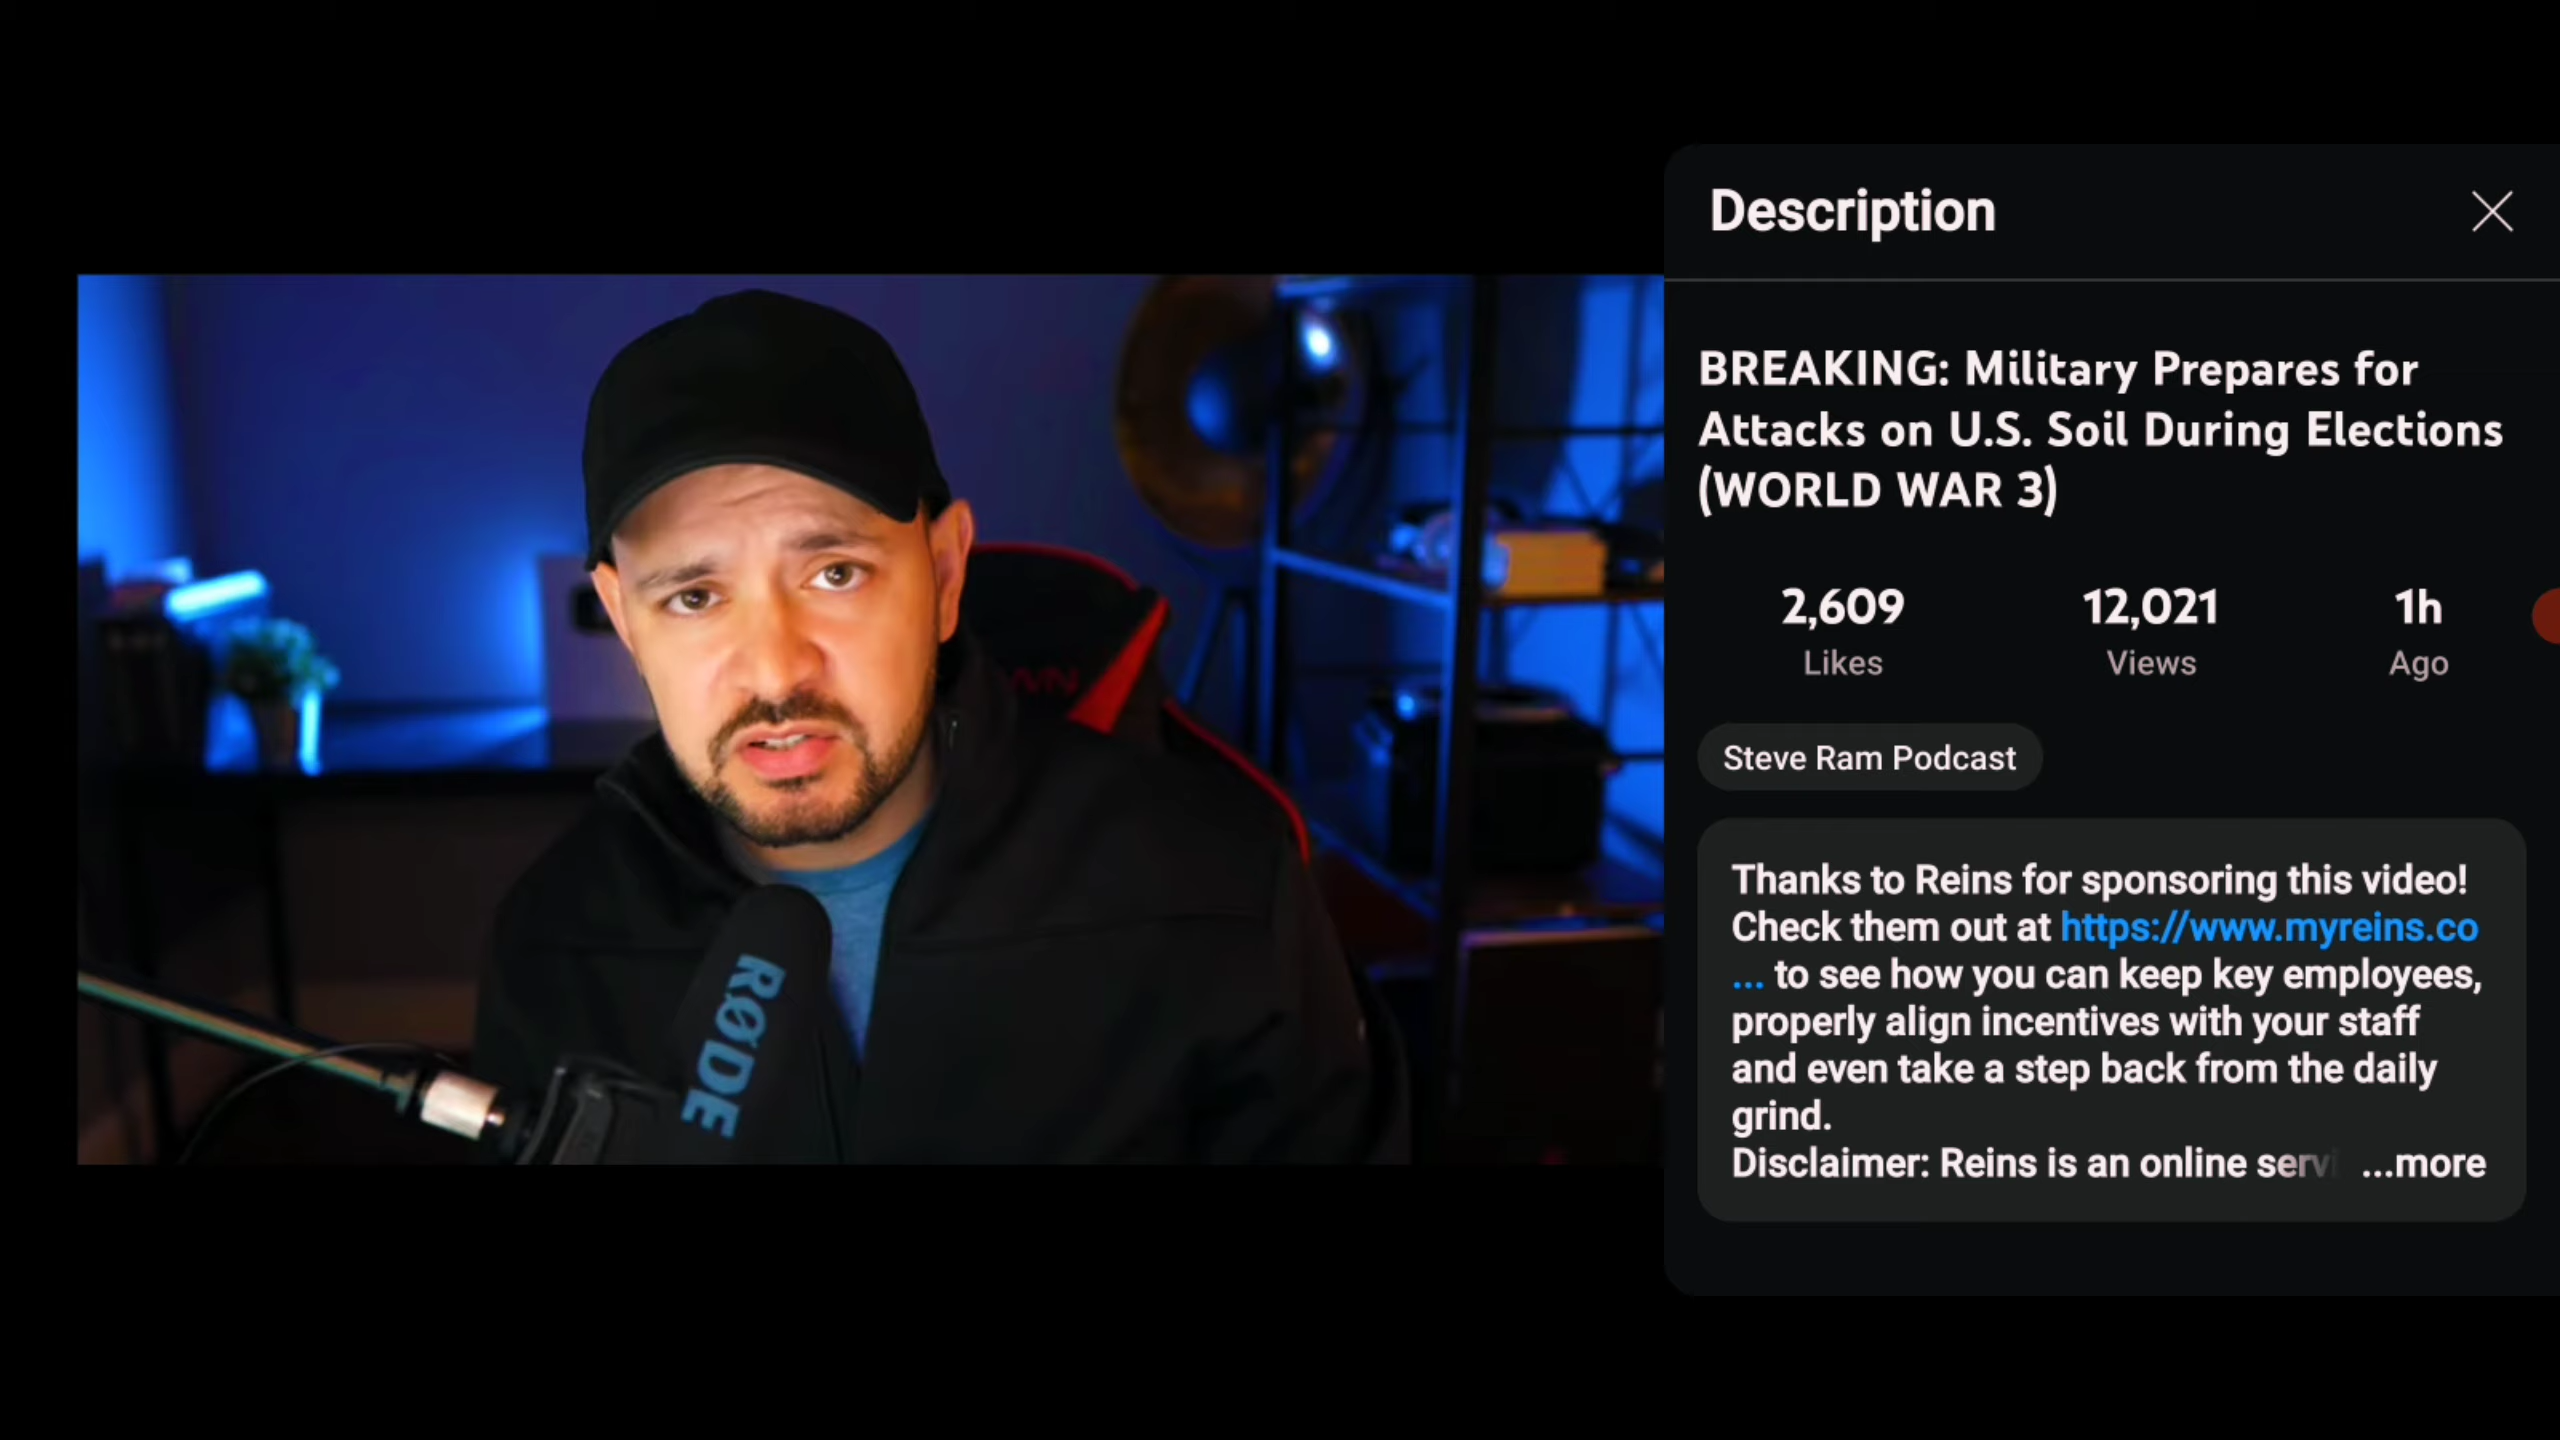 Description
BREAKING: Military Prepares for
Attacks on U.S. Soil During Elections
(WORLD WAR 3)
2,609
Likes
12,021
Views
1h
Ago
Steve Ram Podcast
Thanks to Reins for sponsoring this video!
Check them out at https://www.myreins.co
... to see how you can keep key employees,
properly align incentives with your staff
and even take a step back from the daily
grind.
Disclaimer: Reins is an online serv ...more
RØDE